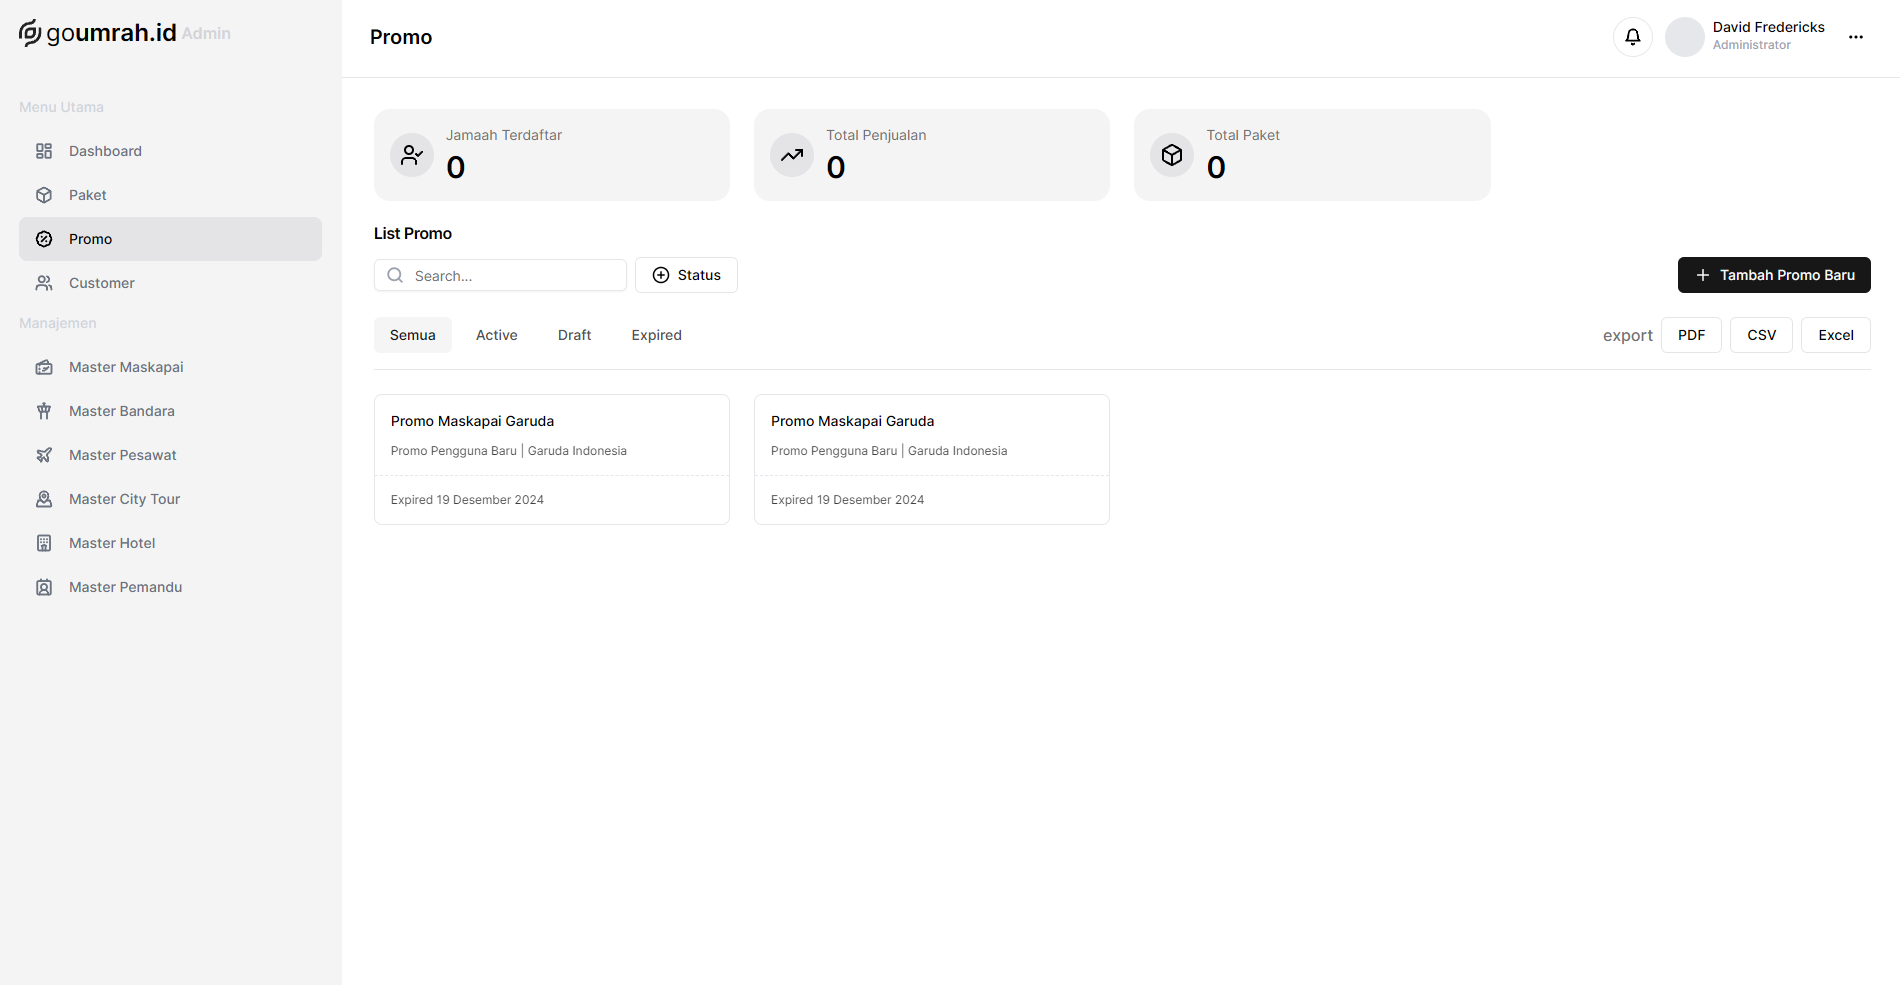 goumrah.id Admin
Menu Utama
Dashboard
Paket
Promo
Customer
Manajemen
Master Maskapai
Master Bandara
Master Pesawat
Master City Tour
Master Hotel
Master Pemandu
Promo
David Fredericks
Administrator
Jamaah Terdaftar
0
Total Penjualan
0
Total Paket
0
List Promo
Search...
Status
Tambah Promo Baru
Semua Active Draft Expired
export PDF CSV Excel
Promo Maskapai Garuda
Promo Pengguna Baru | Garuda Indonesia
Expired 19 Desember 2024
Promo Maskapai Garuda
Promo Pengguna Baru | Garuda Indonesia
Expired 19 Desember 2024